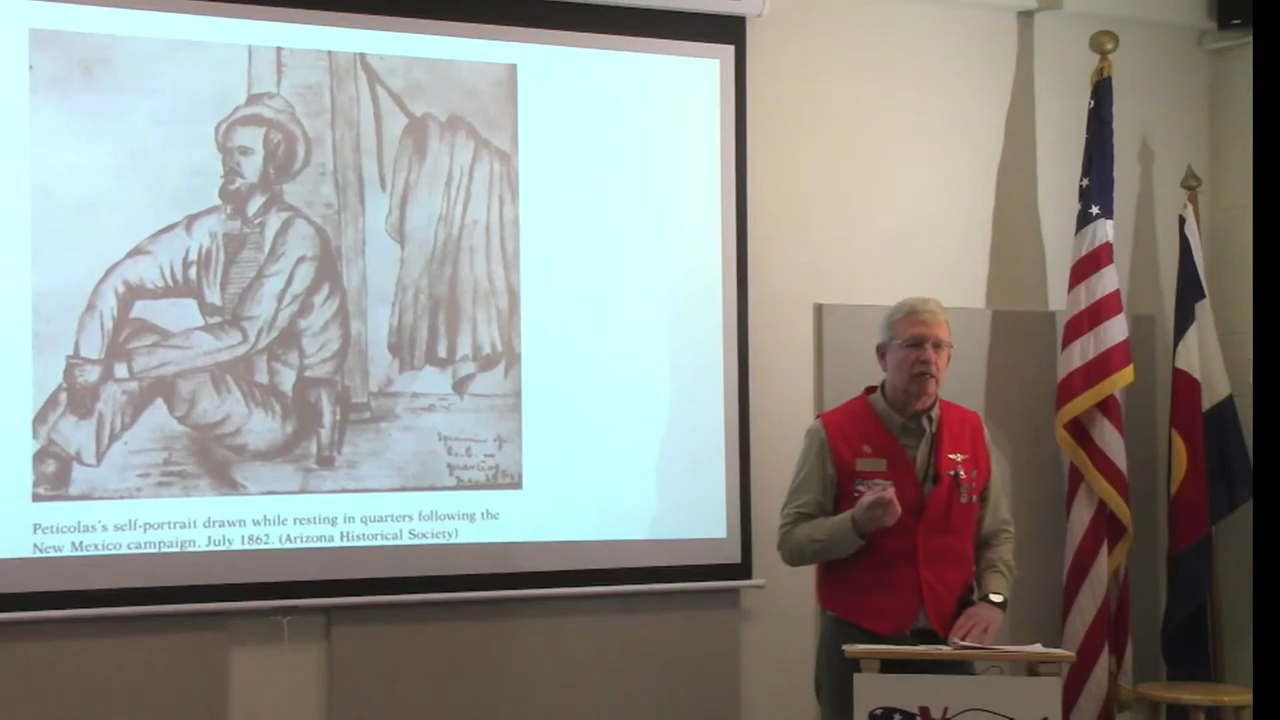 Peticolas's self-portrait drawn while resting in quarters following the
New Mexico campaign, July 1862. (Arizona Historical Society)